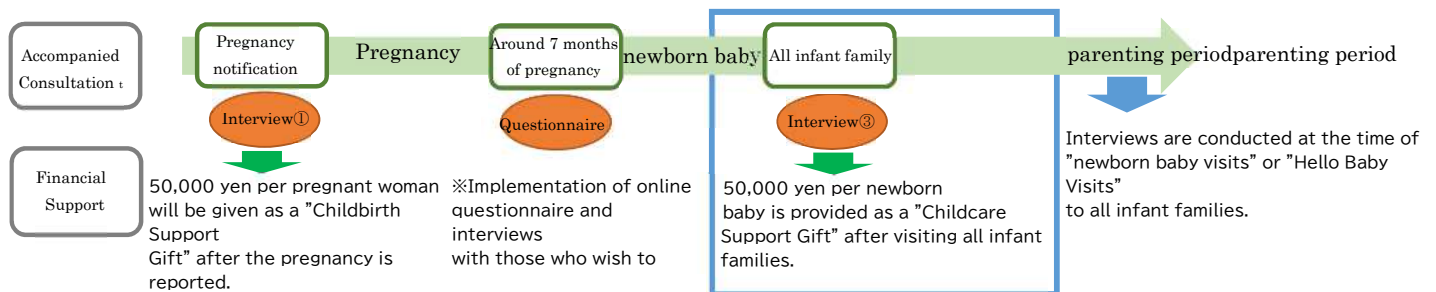 Accompanied
Consultation t
Pregnancy
notification
Pregnancy
Around 7 months
of pregnancy
newborn baby
All infant family
parenting periodparenting period
Interview①
Questionnaire
Interview③
Financial
Support
50,000 yen per pregnant woman
will be given as a "Childbirth
Support
Gift" after the pregnancy is
reported.
※Implementation of online
questionnaire and
interviews
with those who wish to
50,000 yen per newborn
baby is provided as a "Childcare
Support Gift" after visiting all infant
families.
Interviews are conducted at the time of
"newborn baby visits" or "Hello Baby
Visits"
to all infant families.